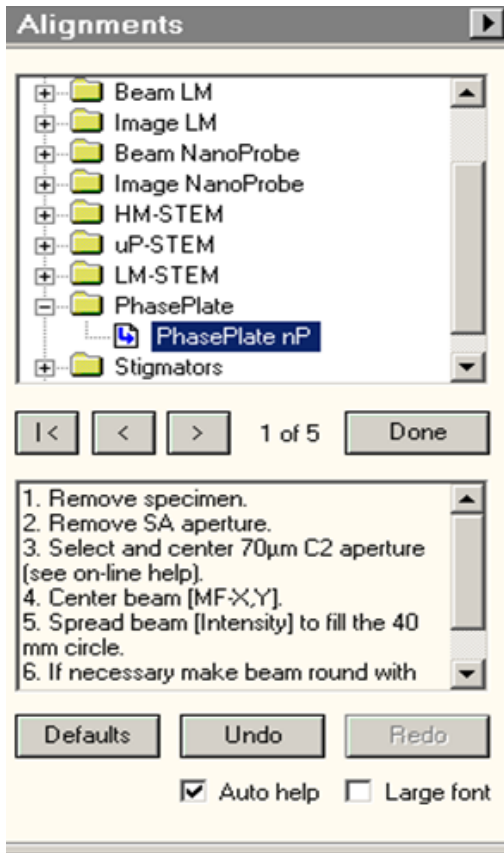 Alignments
Beam LM
Image LM
Beam NanoProbe
Image NanoProbe
HM-STEM
uP-STEM
LM-STEM
PhasePlate
PhasePlate nP
Stigmators
|< < > 1 of 5 Done
1. Remove specimen.
2. Remove SA aperture.
3. Select and center 70µm C2 aperture
(see on-line help).
4. Center beam [MF-X,Y].
5. Spread beam [Intensity] to fill the 40
mm circle.
6. If necessary make beam round with
Defaults Undo Redo
Auto help Large font